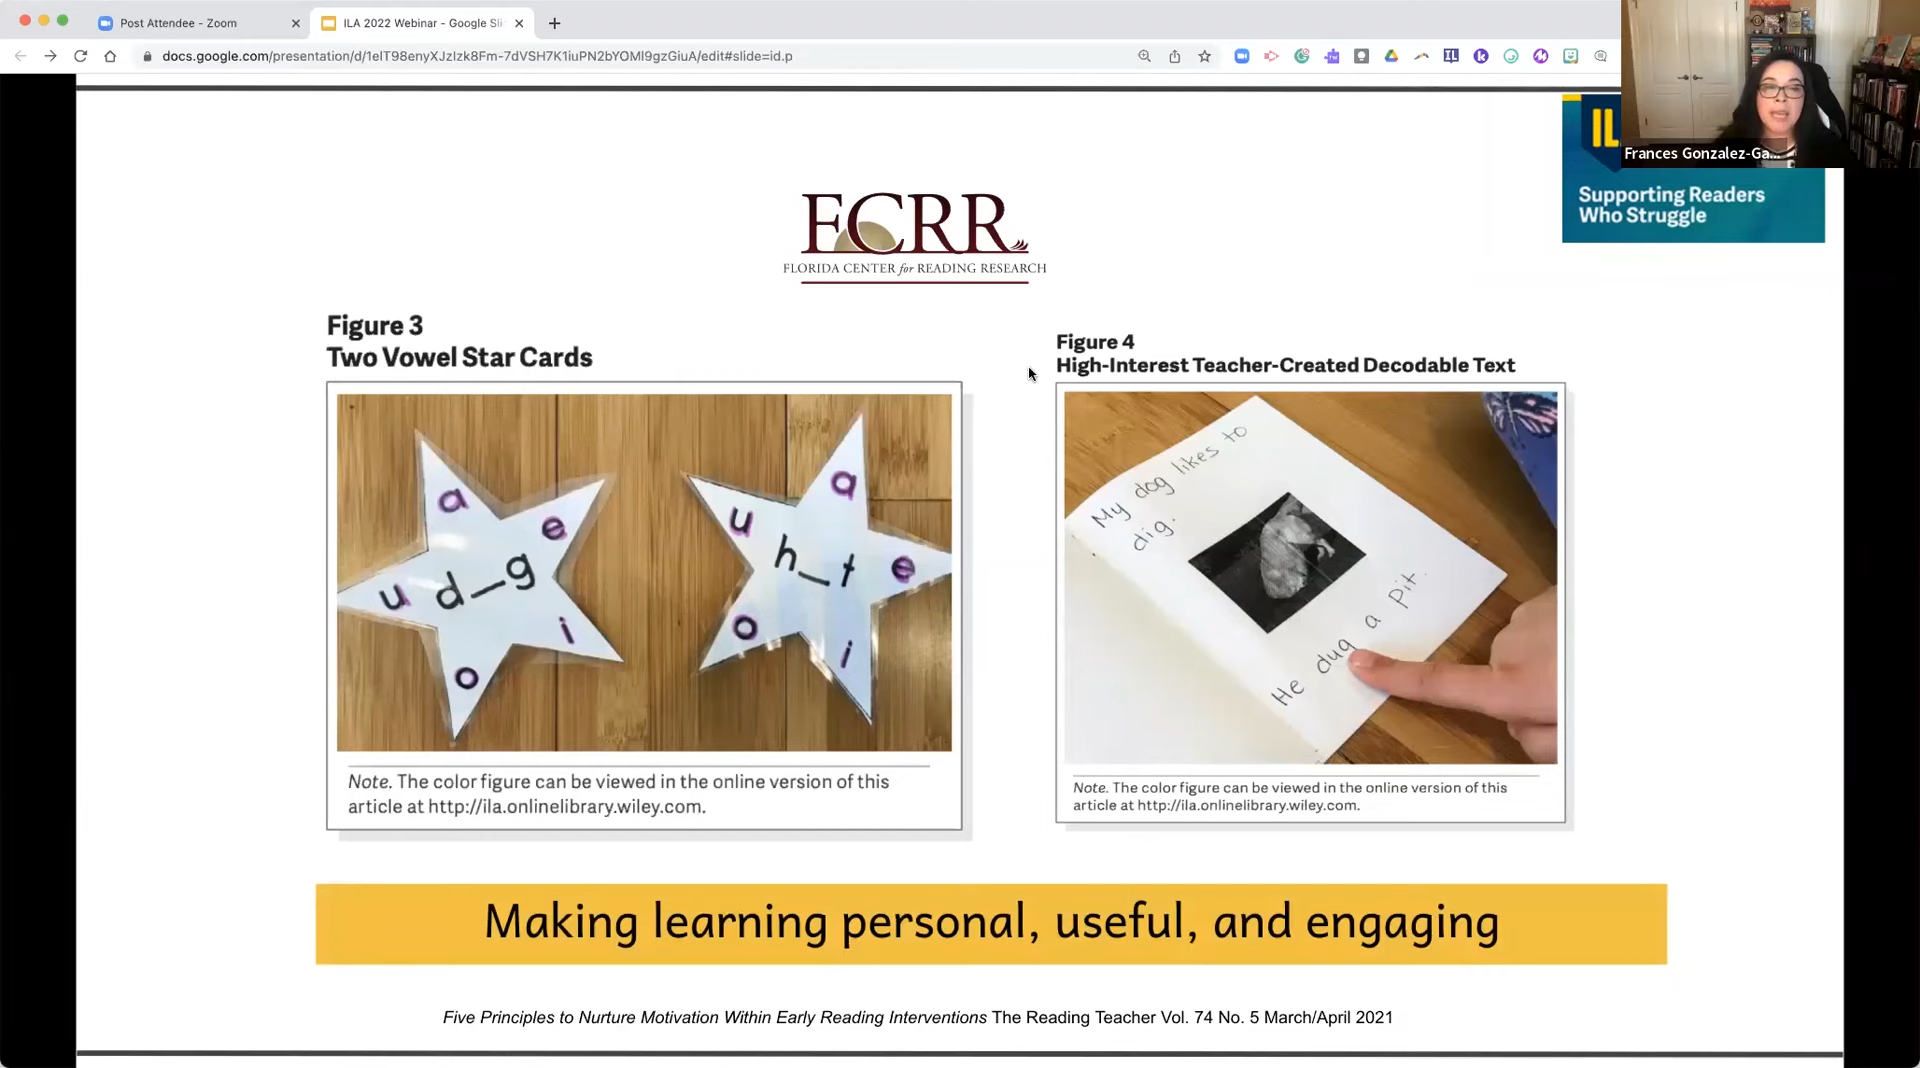 Post Attendee - Zoom
ILA 2022 Webinar - Google Sli
docs.google.com/presentation/d/1elT98enyXJzIzk8Fm-7dVSH7K1iuPN2bYOMl9gzGiuA/edit#slide=id.p
Frances Gonzalez-Ga...
IL
Supporting Readers
Who Struggle
FCRR
FLORIDA CENTER for READING RESEARCH
Figure 3
Two Vowel Star Cards
a
e
u d_g
i
o
a
u
h_t
e
o
i
Note. The color figure can be viewed in the online version of this
article at http://ila.onlinelibrary.wiley.com.
Figure 4
High-Interest Teacher-Created Decodable Text
My dog likes to
dig.
He dug a pit.
Note. The color figure can be viewed in the online version of this
article at http://ila.onlinelibrary.wiley.com.
Making learning personal, useful, and engaging
Five Principles to Nurture Motivation Within Early Reading Interventions The Reading Teacher Vol. 74 No. 5 March/April 2021